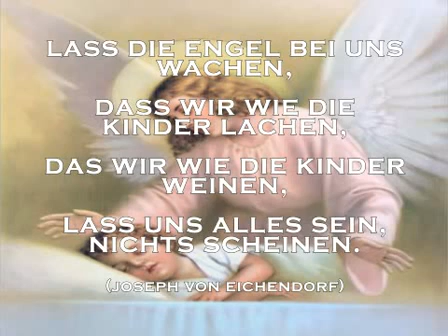 LASS DIE ENGEL BEI UNS
WACHEN,
DASS WIR WIE DIE
KINDER LACHEN,
DAS WIR WIE DIE KINDER
WEINEN,
LASS UNS ALLES SEIN,
NICHTS SCHEINEN.
(JOSEPH VON EICHENDORF)